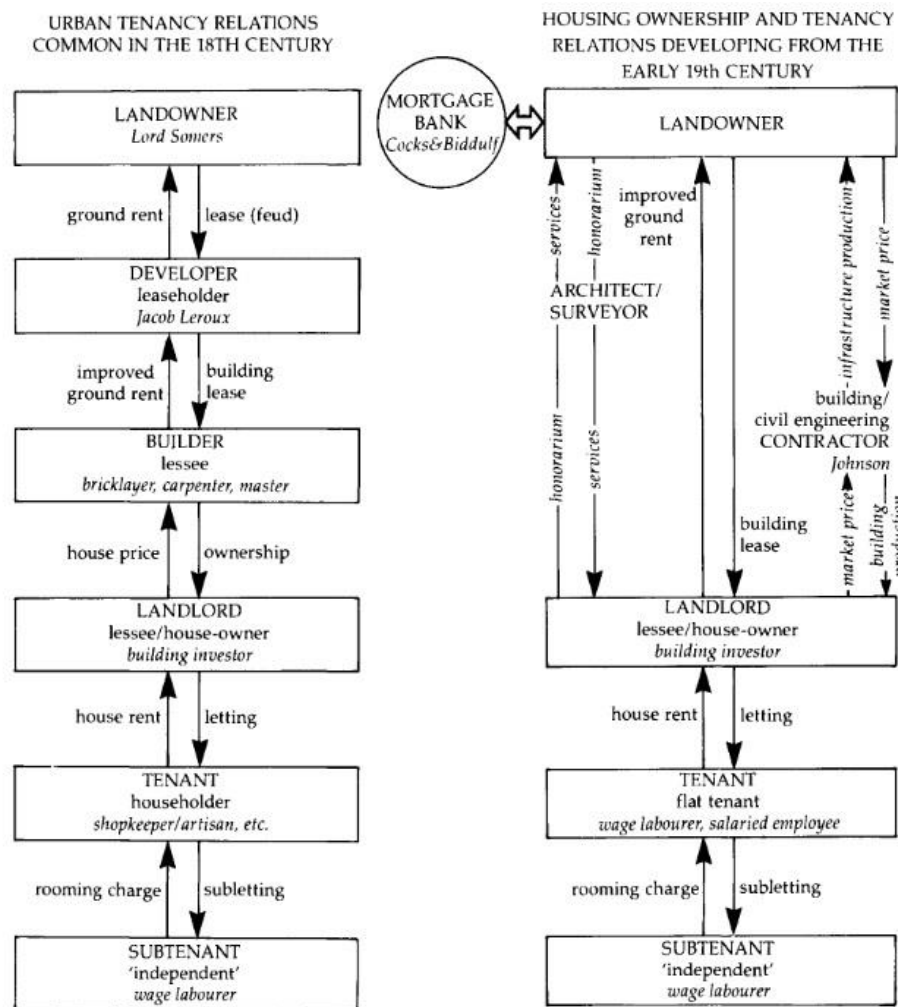 URBAN TENANCY RELATIONS
COMMON IN THE 18TH CENTURY
LANDOWNER
Lord Somers
ground rent
lease (feud)
DEVELOPER
leaseholder
Jacob Leroux
improved
ground rent
building
lease
BUILDER
lessee
bricklayer, carpenter, master
house price
ownership
LANDLORD
lessee/house-owner
building investor
house rent
letting
TENANT
householder
shopkeeper/artisan, etc.
rooming charge
subletting
SUBTENANT
'independent'
wage labourer
HOUSING OWNERSHIP AND TENANCY
RELATIONS DEVELOPING FROM THE
EARLY 19th CENTURY
MORTGAGE
BANK
Cocks&Biddulf
LANDOWNER
services
honorarium
improved
ground
rent
infrastructure production
market price
ARCHITECT/
SURVEYOR
building/
civil engineering
CONTRACTOR
Johnson
honorarium
services
building
lease
market price
building
production
LANDLORD
lessee/house-owner
building investor
house rent
letting
TENANT
flat tenant
wage labourer, salaried employee
rooming charge
subletting
SUBTENANT
'independent'
wage labourer